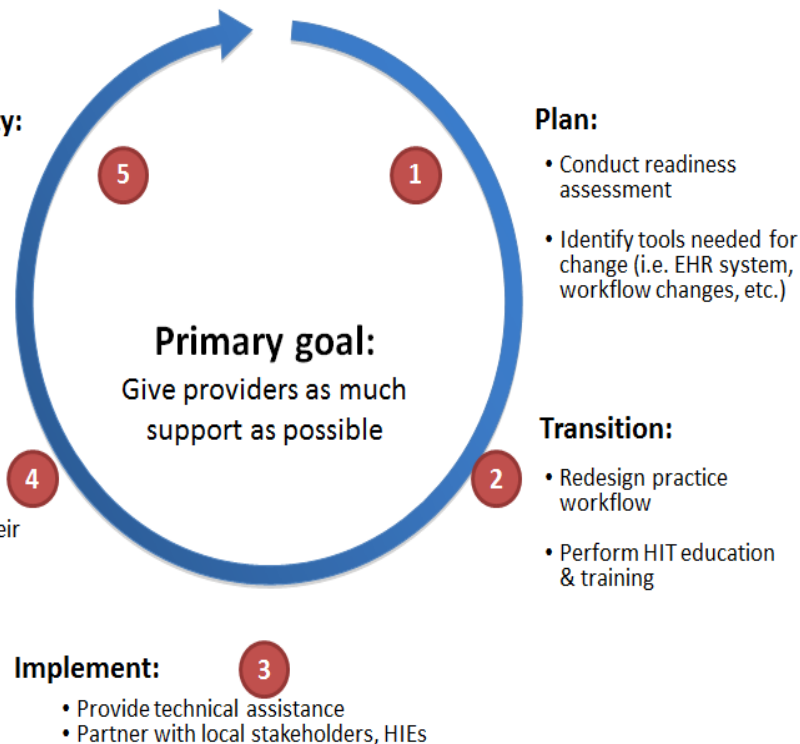 5
1
Plan:
• Conduct readiness
assessment
• Identify tools needed for
change (i.e. EHR system,
workflow changes, etc.)
Primary goal:
Give providers as much
support as possible
Transition:
2
• Redesign practice
workflow
• Perform HIT education
& training
4
Implement:
3
• Provide technical assistance
• Partner with local stakeholders, HIEs